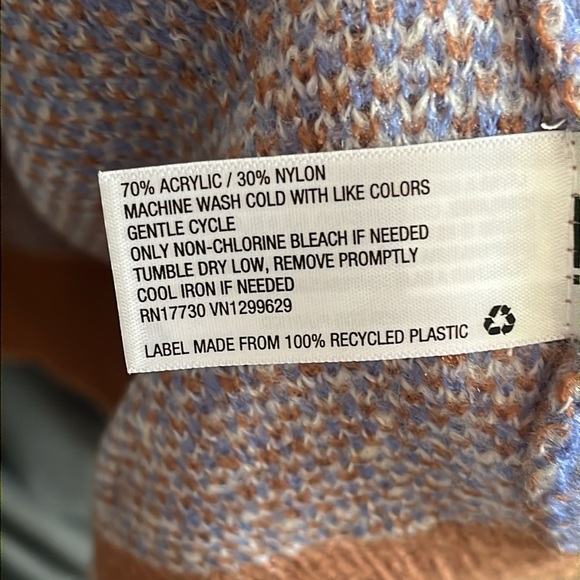 70% ACRYLIC / 30% NYLON
MACHINE WASH COLD WITH LIKE COLORS
GENTLE CYCLE
ONLY NON-CHLORINE BLEACH IF NEEDED
TUMBLE DRY LOW, REMOVE PROMPTLY
COOL IRON IF NEEDED
RN17730 VN1299629
LABEL MADE FROM 100% RECYCLED PLASTIC